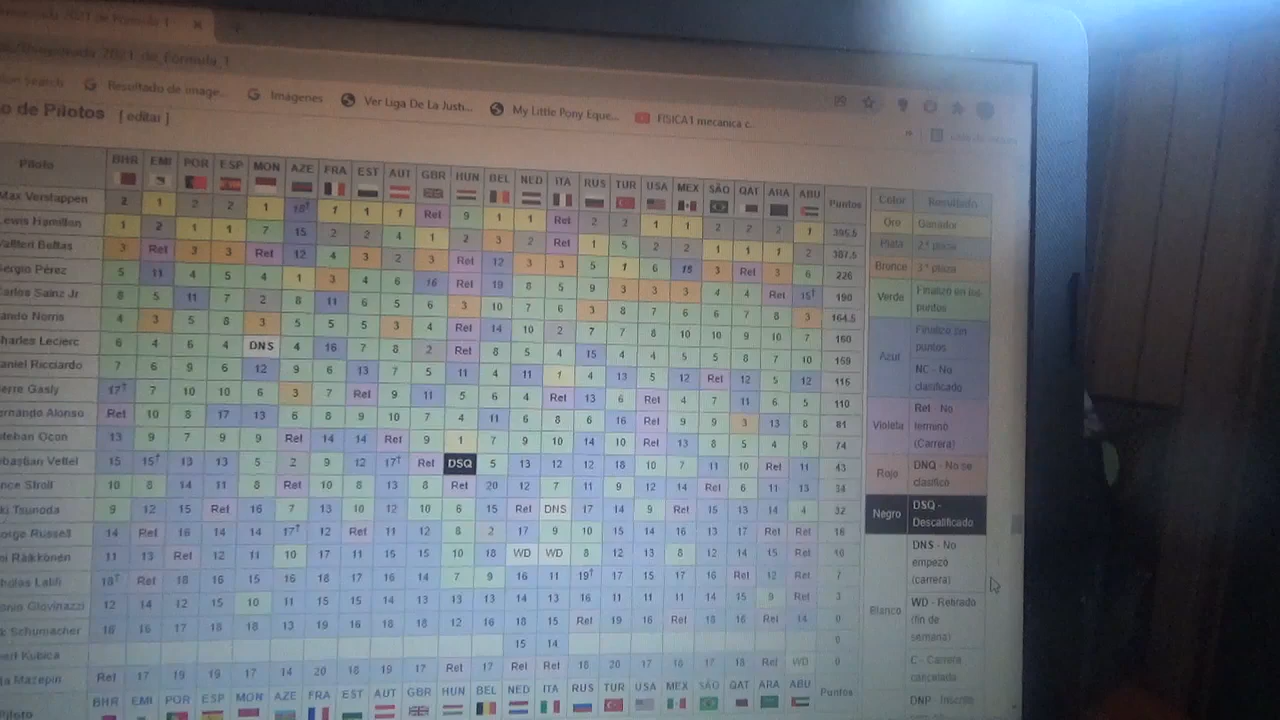 2021 de Fórmula 1
2021_de_Fórmula_1
Search Resultado de image... Imágenes Ver Liga De La Just... My Little Pony Eque... FISICA1 mecanica c...
o de Pilotos [editar]
Piloto BHR EMI POR ESP MON AZE FRA EST AUT GBR HUN BEL NED ITA RUS TUR USA MEX SÃO QAT ARA ABU Puntos
Max Verstappen 2 1 2 2 1 18† 1 1 1 Ret 9 1 1 Ret 2 2 1 1 2 2 2 1 395.5
Lewis Hamilton 1 2 1 1 7 15 2 2 4 1 2 3 2 Ret 1 5 2 2 1 1 1 2 387.5
Valtteri Bottas 3 Ret 3 3 Ret 12 4 3 2 3 Ret 12 3 3 5 1 6 15 3 Ret 3 6 226
Sergio Pérez 5 11 4 5 4 1 3 4 6 16 Ret 19 8 5 9 3 3 3 4 4 Ret 15† 190
Carlos Sainz Jr 8 5 11 7 2 8 11 6 5 6 3 10 7 6 3 8 7 6 6 7 8 3 164.5
ando Norris 4 3 5 8 3 5 5 5 3 4 Ret 14 10 2 7 7 8 10 10 9 10 7 160
harles Leclerc 6 4 6 4 DNS 4 16 7 8 2 Ret 8 5 4 15 4 4 5 5 8 7 10 159
aniel Ricciardo 7 6 9 6 12 9 6 13 7 5 11 4 11 1 4 13 5 12 Ret 12 5 12 115
erre Gasly 17† 7 10 10 6 3 7 Ret 9 11 5 6 4 Ret 13 6 Ret 4 7 11 6 5 110
ernando Alonso Ret 10 8 17 13 6 8 9 10 7 4 11 6 8 6 16 Ret 9 9 3 13 8 81
steban Ocon 13 9 7 9 9 Ret 14 14 Ret 9 1 7 9 10 14 10 Ret 13 8 5 4 9 74
ebastian Vettel 15 15† 13 13 5 2 9 12 17† Ret DSQ 5 13 12 12 18 10 7 11 10 Ret 11 43
nce Stroll 10 8 14 11 8 Ret 10 8 13 8 Ret 20 12 7 11 9 12 14 Ret 6 11 13 34
ki Tsunoda 9 12 15 Ret 16 7 13 10 12 10 6 15 Ret DNS 17 14 9 Ret 15 13 14 4 32
orge Russell 14 Ret 16 14 14 17† 12 Ret 11 12 8 2 17 9 10 15 14 16 13 17 Ret Ret 16
mi Räikkönen 11 13 Ret 12 11 10 17 11 15 15 10 18 WD WD 8 12 13 8 12 14 15 Ret 10
holas Latifi 18† Ret 18 16 15 16 18 17 16 14 7 9 16 11 19† 17 15 17 16 Ret 12 Ret 7
onio Giovinazzi 12 14 12 15 10 11 15 15 14 13 13 13 14 13 16 11 11 11 14 15 9 Ret 3
k Schumacher 16 16 17 18 18 13 19 16 18 18 12 16 18 15 Ret 19 16 Ret 18 16 Ret 14 0
ert Kubica 15 14 0
ta Mazepin Ret 17 19 19 17 14 20 18 19 17 Ret 17 Ret Ret 18 20 17 18 17 18 Ret WD 0
Piloto BHR EMI POR ESP MON AZE FRA EST AUT GBR HUN BEL NED ITA RUS TUR USA MEX SÃO QAT ARA ABU Puntos
Color Resultado
Oro Ganador
Plata 2.ª plaza
Bronce 3.ª plaza
Verde Finalizó en los
puntos
Azul Finalizó sin
puntos
NC - No
clasificado
Violeta Ret - No
terminó
(Carrera)
Rojo DNQ - No se
clasificó
Negro DSQ -
Descalificado
Blanco DNS - No
empezó
(carrera)
WD - Retirado
(fin de
semana)
C - Carrera
cancelada
DNP - Inscrito